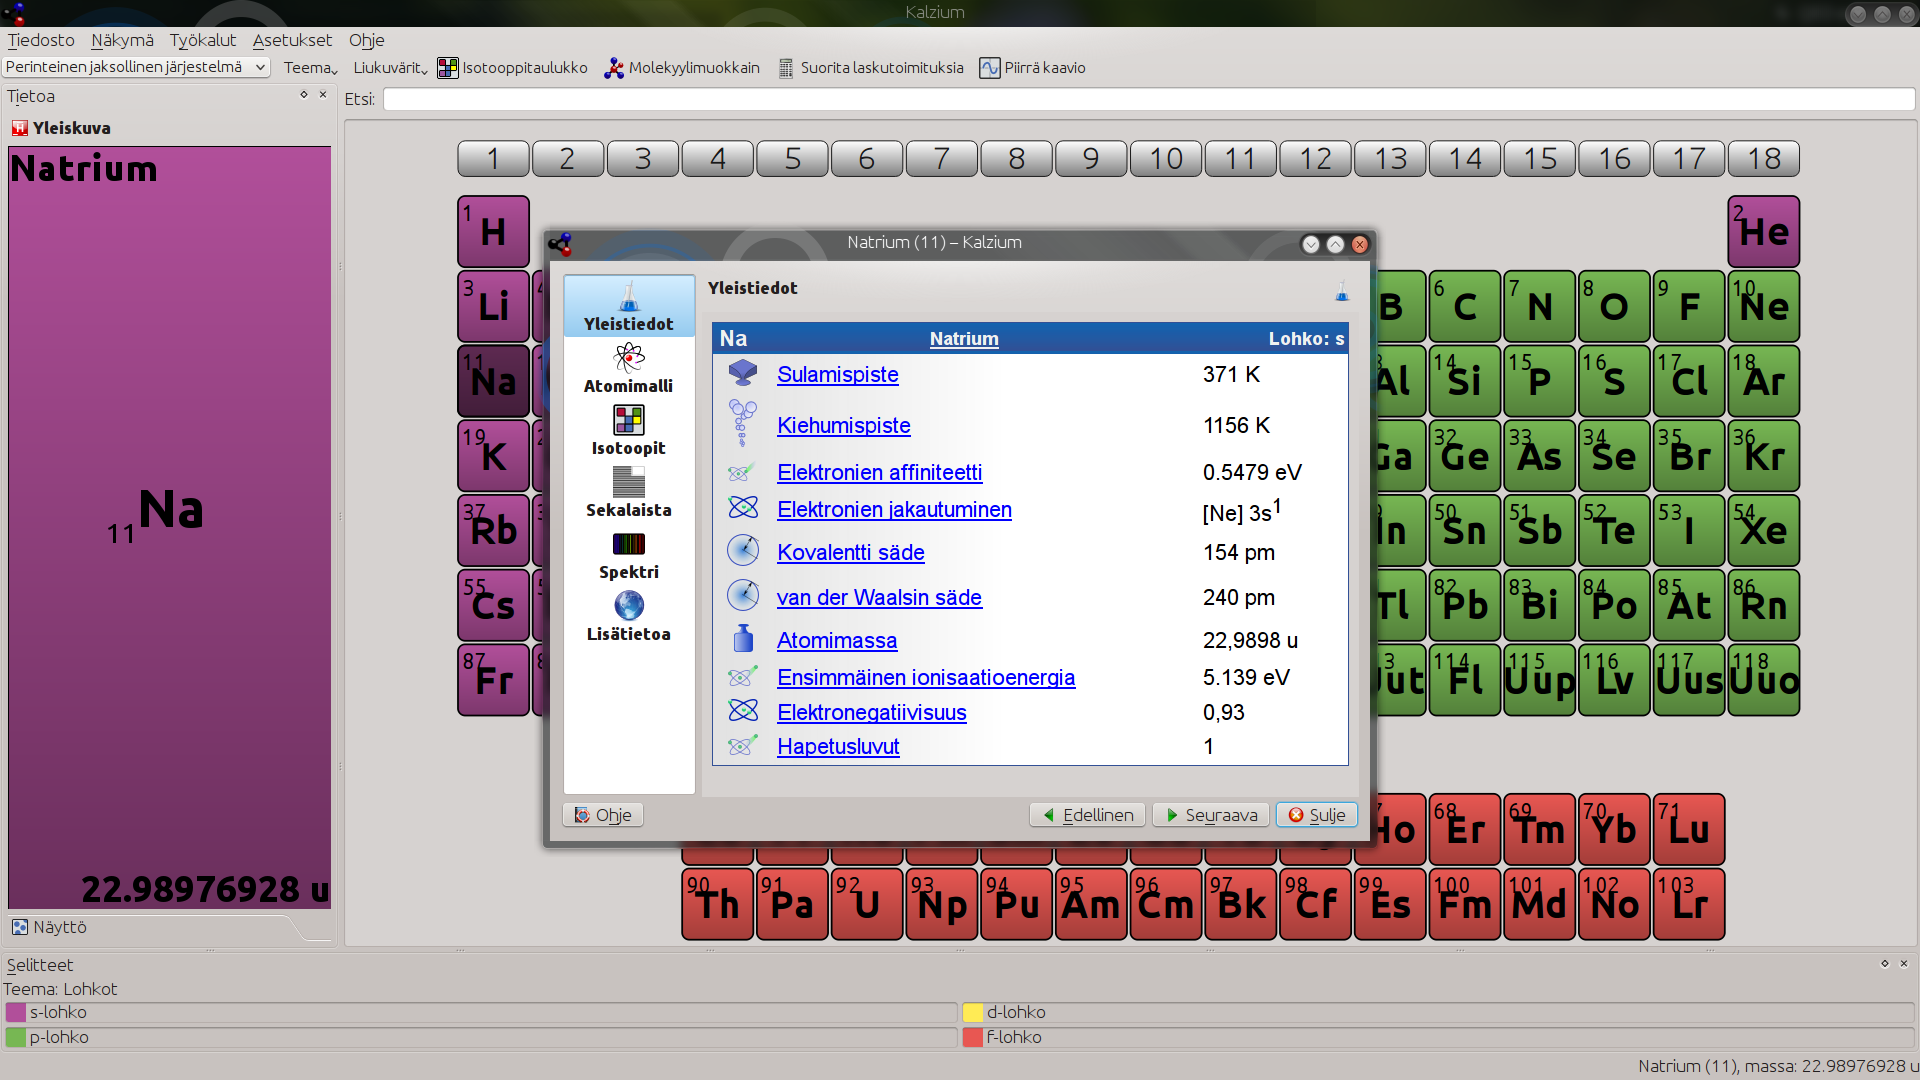 Kalzium
Tiedosto Näkymä Työkalut Asetukset Ohje
Perinteinen jaksollinen järjestelmä Teema Liukuvärit Isotooppitaulukko Molekyylimuokkain Suorita laskutoimituksia Piirrä kaavio
Tietoa
Etsi:
Yleiskuva
Natrium
11Na
22.98976928 u
Näyttö
1 2 3 4 5 6 7 8 9 10 11 12 13 14 15 16 17 18
1 H 2 He
3 Li B 6 C 7 N 8 O 9 F 10 Ne
11 Na Al 14 Si 15 P 16 S 17 Cl 18 Ar
19 K Ga 32 Ge 33 As 34 Se 35 Br 36 Kr
37 Rb In 50 Sn 51 Sb 52 Te 53 I 54 Xe
55 Cs Tl 82 Pb 83 Bi 84 Po 85 At 86 Rn
87 Fr Uut 114 Fl 115 Uup 116 Lv 117 Uus 118 Uuo
Ho 68 Er 69 Tm 70 Yb 71 Lu
90 Th 91 Pa 92 U 93 Np 94 Pu 95 Am 96 Cm 97 Bk 98 Cf 99 Es 100 Fm 101 Md 102 No 103 Lr
Natrium (11) – Kalzium
Yleistiedot
Atomimalli
Isotoopit
Sekalaista
Spektri
Lisätietoa
Yleistiedot
Na Natrium Lohko: s
Sulamispiste 371 K
Kiehumispiste 1156 K
Elektronien affiniteetti 0.5479 eV
Elektronien jakautuminen [Ne] 3s¹
Kovalentti säde 154 pm
van der Waalsin säde 240 pm
Atomimassa 22,9898 u
Ensimmäinen ionisaatioenergia 5.139 eV
Elektronegatiivisuus 0,93
Hapetusluvut 1
Ohje Edellinen Seuraava Sulje
Selitteet
Teema: Lohkot
s-lohko d-lohko
p-lohko f-lohko
Natrium (11), massa: 22.98976928 u